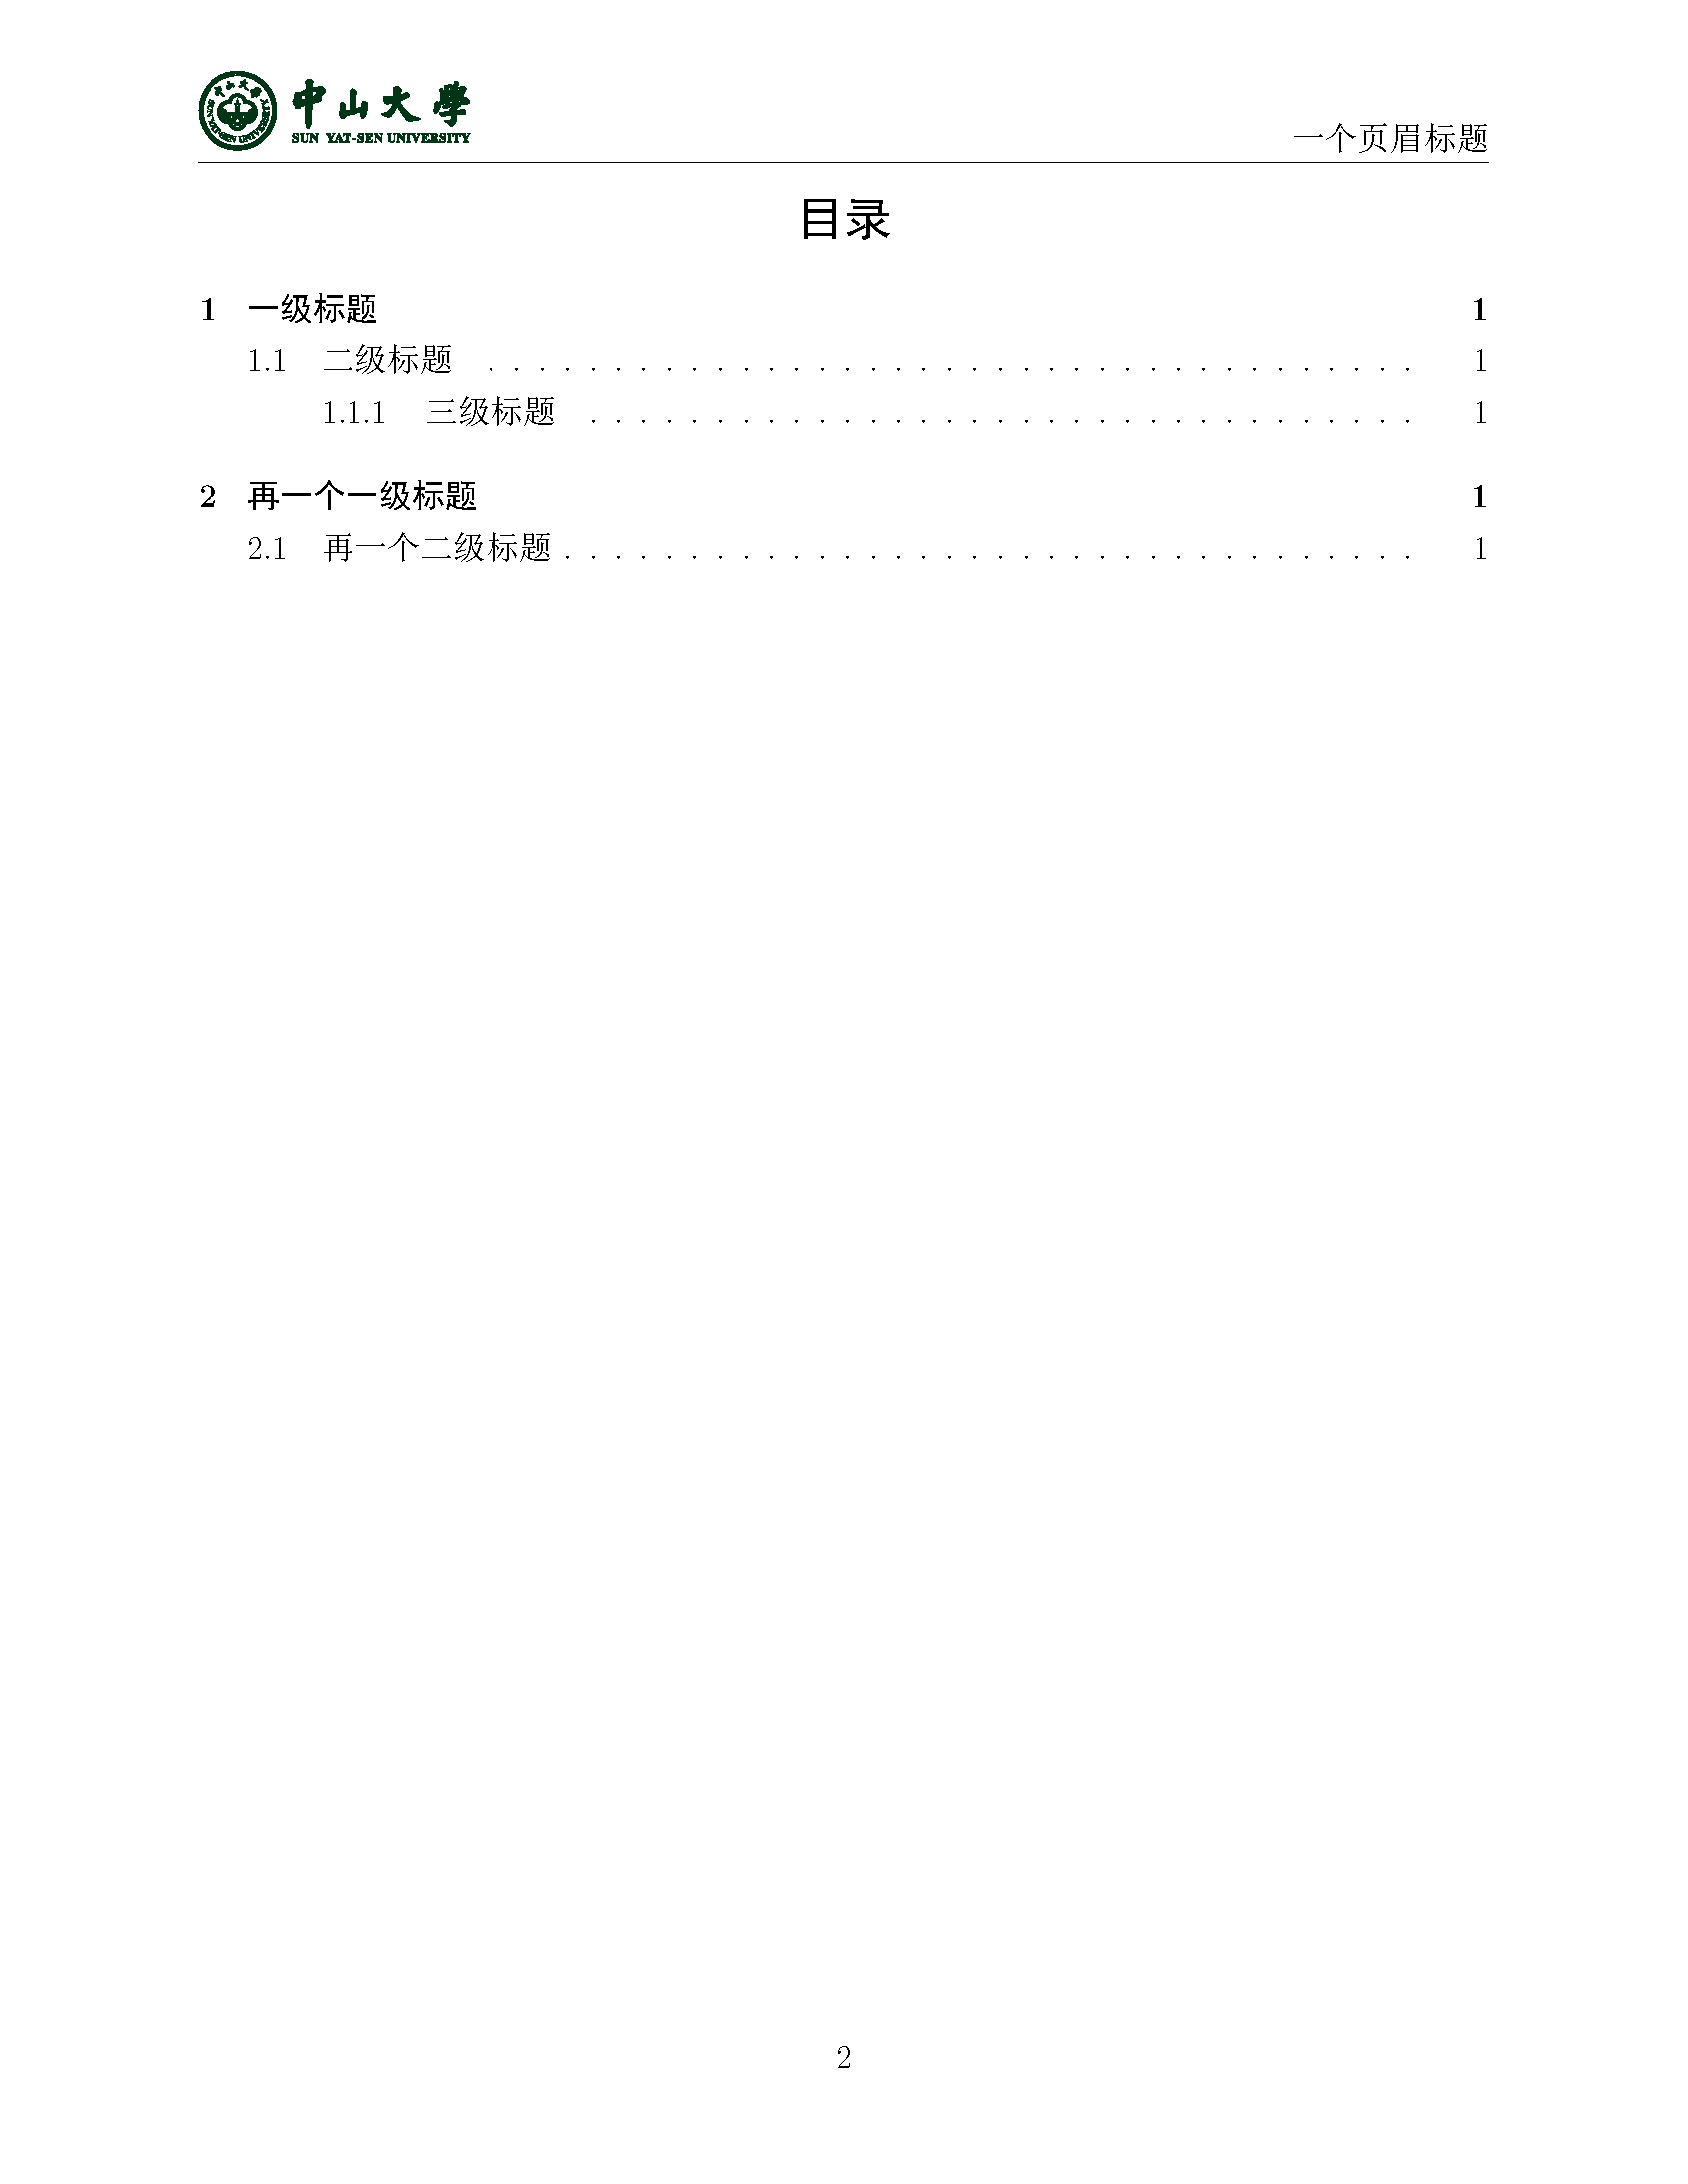 中山大學
SUN YAT-SEN UNIVERSITY
一个页眉标题
目录
1 一级标题 1
1.1 二级标题 . . . . . . . . . . . . . . . . . . . . . . . . . . . . . . . . . . . . . 1
1.1.1 三级标题 . . . . . . . . . . . . . . . . . . . . . . . . . . . . . . . . . 1
2 再一个一级标题 1
2.1 再一个二级标题 . . . . . . . . . . . . . . . . . . . . . . . . . . . . . . . . . . 1
2